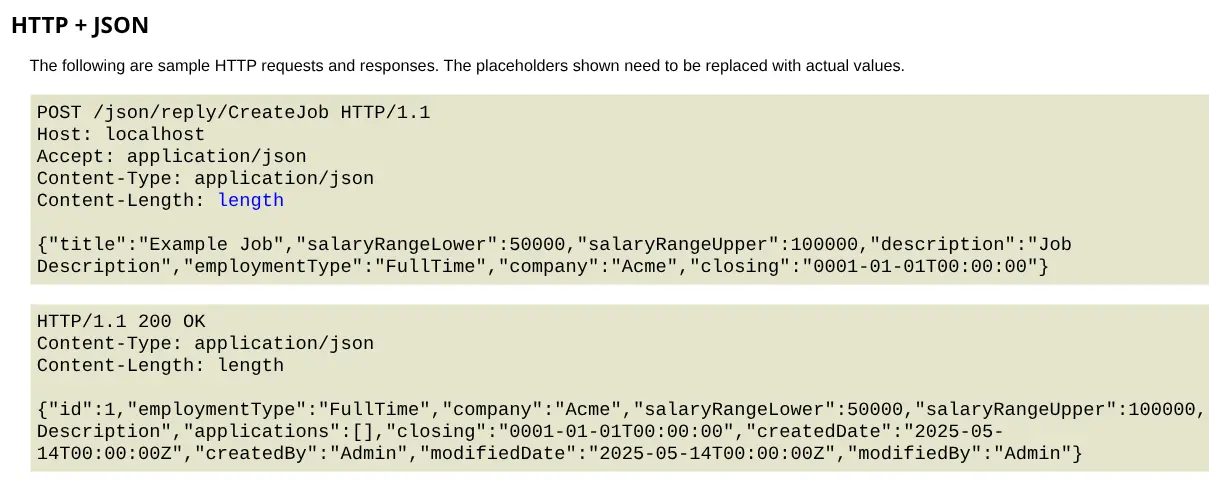 HTTP + JSON
The following are sample HTTP requests and responses. The placeholders shown need to be replaced with actual values.
POST /json/reply/CreateJob HTTP/1.1
Host: localhost
Accept: application/json
Content-Type: application/json
Content-Length: length
{"title":"Example Job","salaryRangeLower":50000,"salaryRangeUpper":100000,"description":"Job
Description","employmentType":"FullTime","company":"Acme","closing":"0001-01-01T00:00:00"}
HTTP/1.1 200 OK
Content-Type: application/json
Content-Length: length
{"id":1,"employmentType":"FullTime","company":"Acme","salaryRangeLower":50000,"salaryRangeUpper":100000,
Description","applications":[],"closing":"0001-01-01T00:00:00","createdDate":"2025-05-
14T00:00:00Z","createdBy":"Admin","modifiedDate":"2025-05-14T00:00:00Z","modifiedBy":"Admin"}